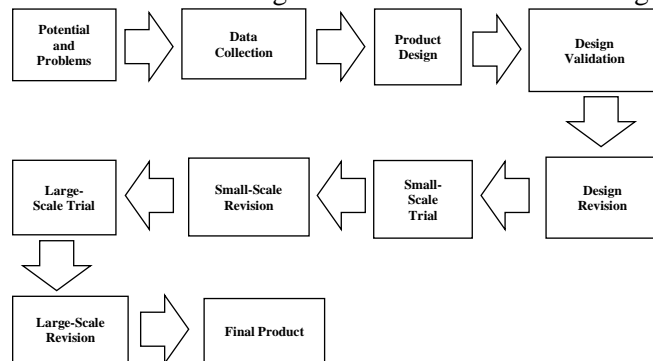 Potential
and
Problems
Data
Collection
Product
Design
Design
Validation
Large-
Scale Trial
Small-Scale
Revision
Small-
Scale
Trial
Design
Revision
Large-Scale
Revision
Final Product